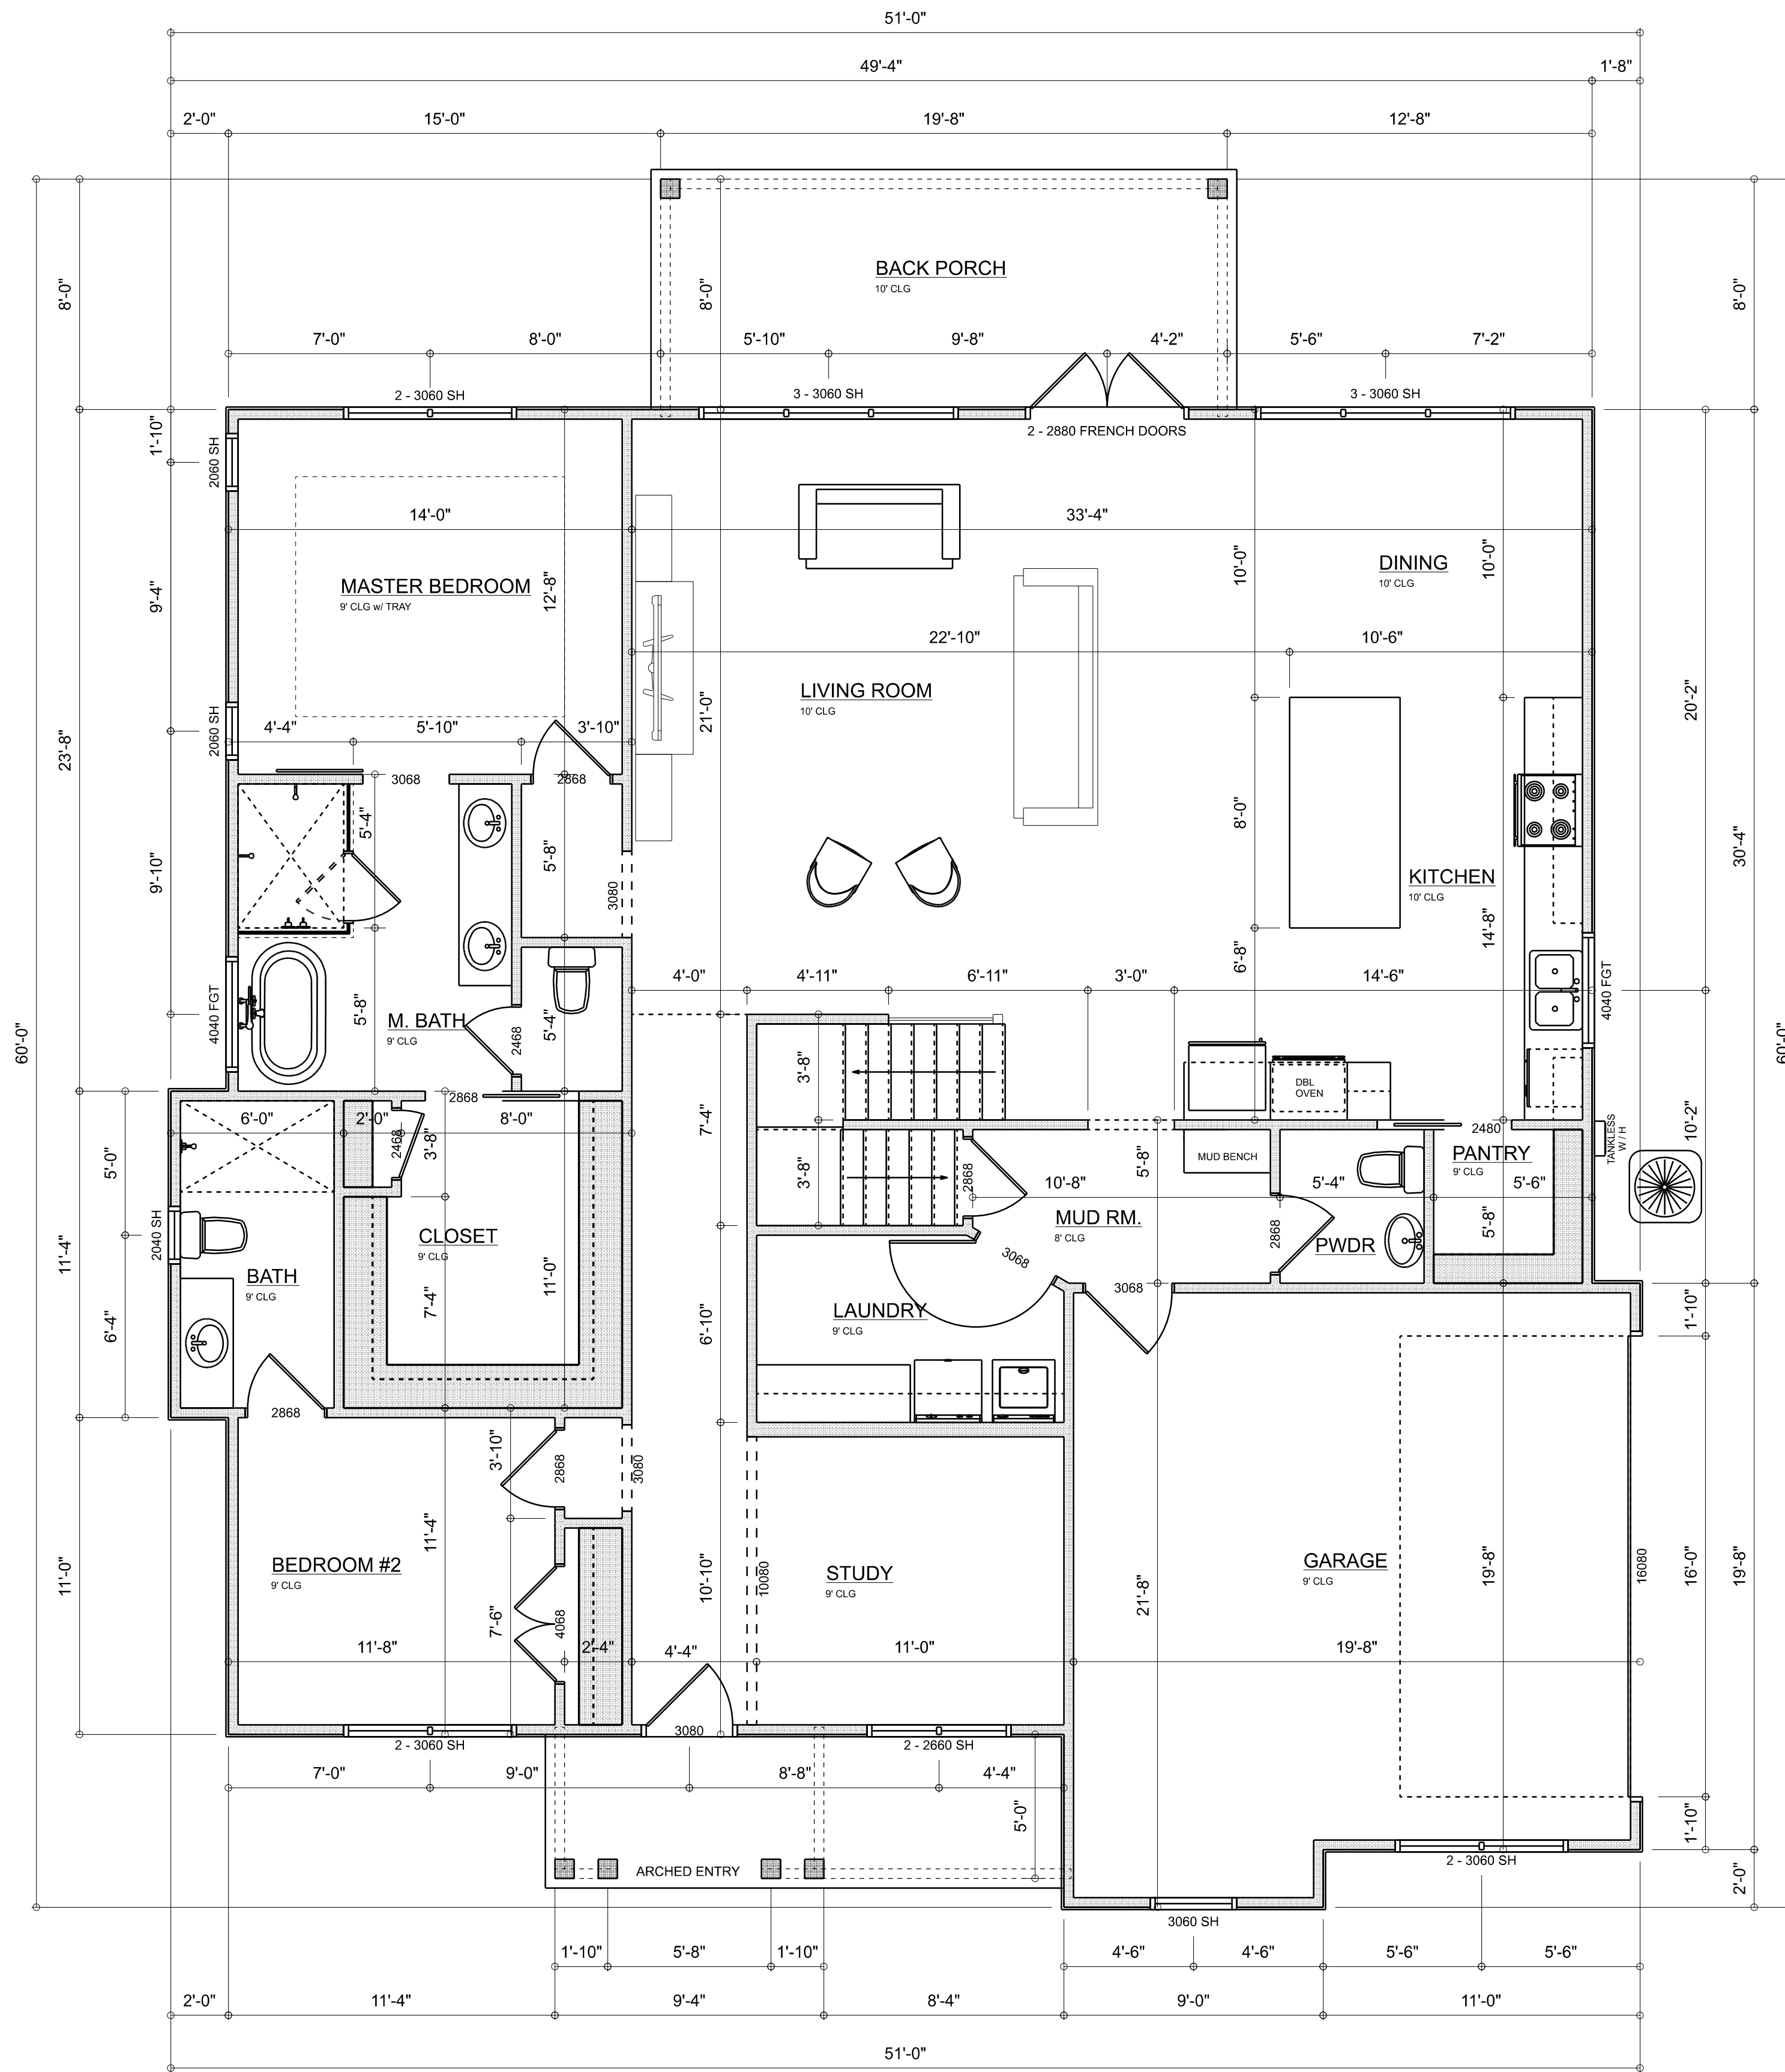 51'-0"
49'-4"
1'-8"
2'-0"
15'-0"
19'-8"
12'-8"
BACK PORCH
10' CLG
8'-0"
8'-0"
8'-0"
7'-0"
8'-0"
5'-10"
9'-8"
4'-2"
5'-6"
7'-2"
2 - 3060 SH
3 - 3060 SH
3 - 3060 SH
2 - 2880 FRENCH DOORS
1'-10"
2060 SH
14'-0"
33'-4"
MASTER BEDROOM
9' CLG w/ TRAY
12'-8"
10'-0"
DINING
10' CLG
10'-0"
9'-4"
22'-10"
10'-6"
LIVING ROOM
10' CLG
21'-0"
20'-2"
2060 SH
4'-4"
5'-10"
3'-10"
23'-8"
3068
2868
5'-4"
5'-8"
3080
8'-0"
KITCHEN
10' CLG
30'-4"
9'-10"
14'-8"
6'-8"
4'-0"
4'-11"
6'-11"
3'-0"
14'-6"
4040 FGT
4040 FGT
5'-8"
M. BATH
9' CLG
2468
5'-4"
60'-0"
60'-0"
3'-8"
DBL
OVEN
2868
6'-0"
2'-0"
8'-0"
2468
3'-8"
7'-4"
3'-8"
2868
10'-8"
5'-8"
MUD BENCH
2480
PANTRY
9' CLG
5'-4"
5'-6"
TANKLESS
W / H
10'-2"
5'-0"
2040 SH
CLOSET
9' CLG
MUD RM.
8' CLG
2868
PWDR
5'-8"
11'-4"
BATH
9' CLG
11'-0"
7'-4"
3068
3068
LAUNDRY
9' CLG
6'-10"
6'-4"
1'-10"
2868
3'-10"
2868
3080
11'-4"
BEDROOM #2
9' CLG
11'-0"
10'-10"
10080
STUDY
9' CLG
GARAGE
9' CLG
21'-8"
19'-8"
16080
16'-0"
19'-8"
7'-6"
4068
11'-8"
2'-4"
4'-4"
11'-0"
19'-8"
3080
2 - 3060 SH
2 - 2660 SH
7'-0"
9'-0"
8'-8"
4'-4"
5'-0"
1'-10"
2 - 3060 SH
ARCHED ENTRY
2'-0"
3060 SH
1'-10"
5'-8"
1'-10"
4'-6"
4'-6"
5'-6"
5'-6"
2'-0"
11'-4"
9'-4"
8'-4"
9'-0"
11'-0"
51'-0"